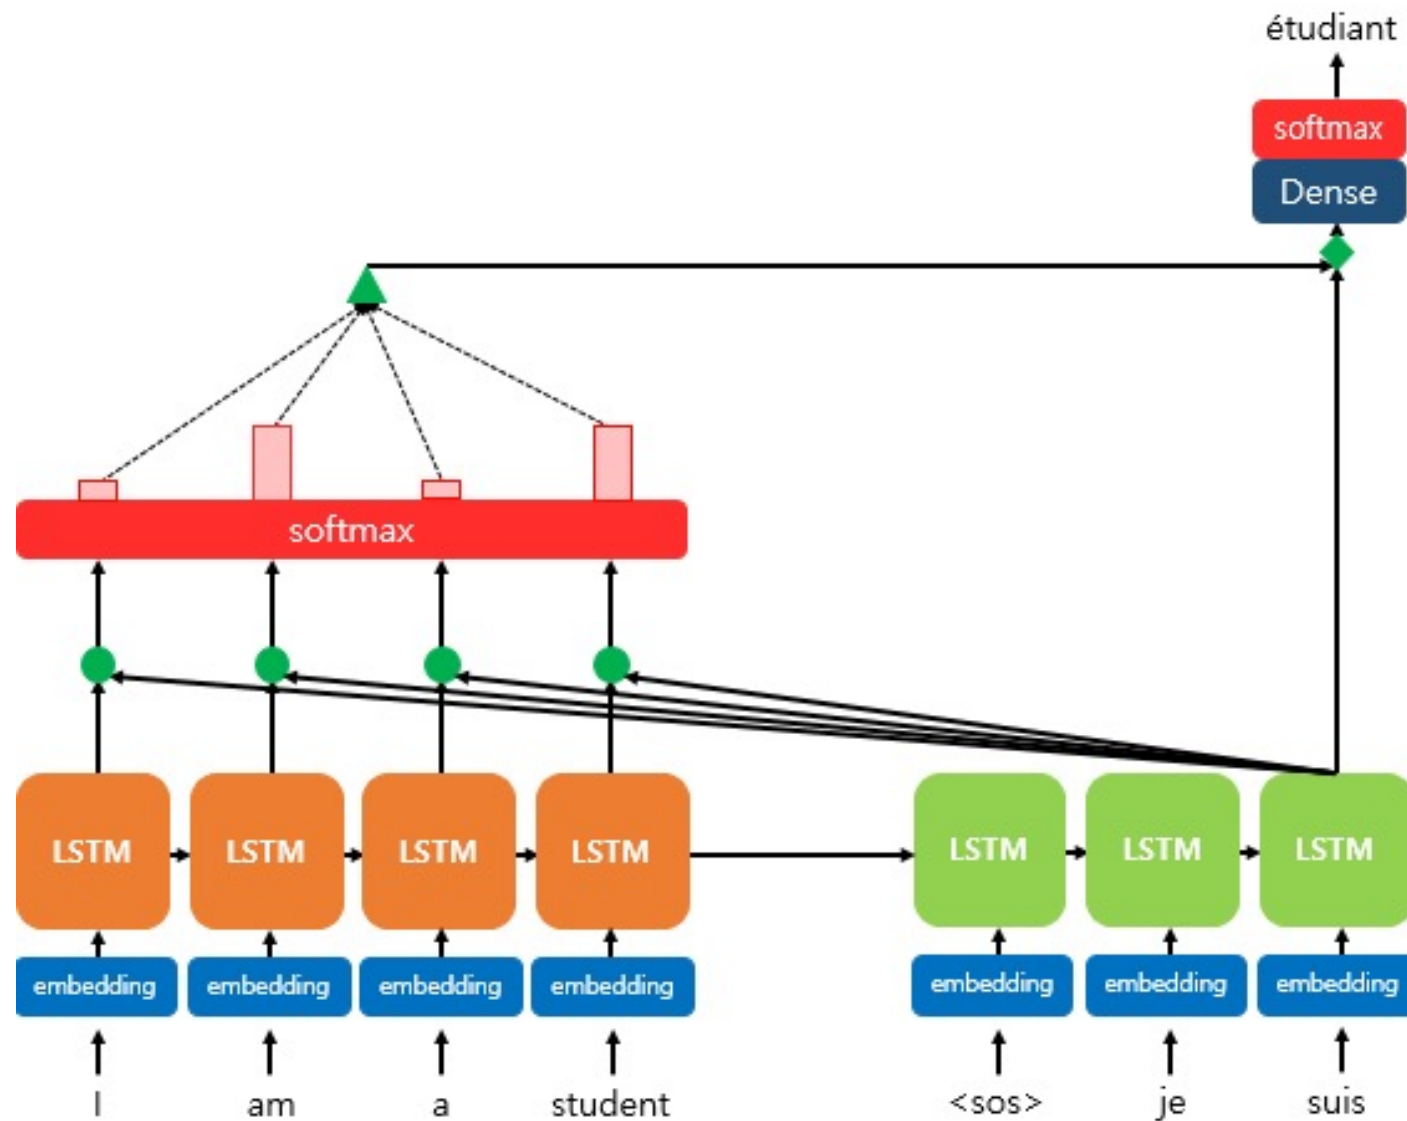 étudiant
softmax
Dense
softmax
LSTM LSTM LSTM LSTM LSTM LSTM LSTM
embedding embedding embedding embedding embedding embedding embedding
I am a student <sos> je suis